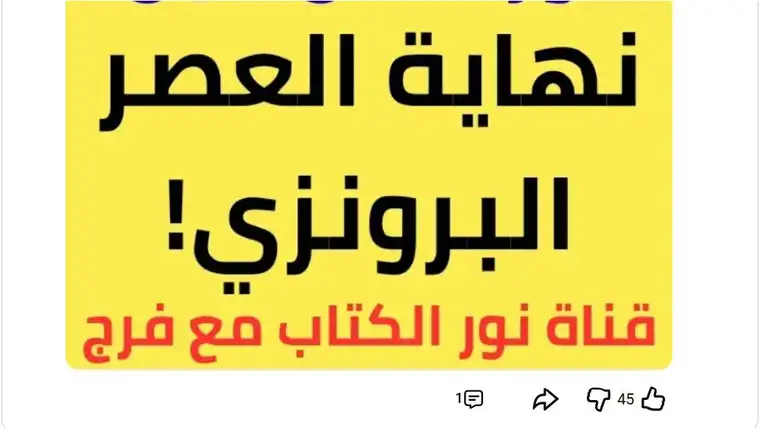 نهاية العصر
البرونزي!
قناة نور الكتاب مع فرج
45
1